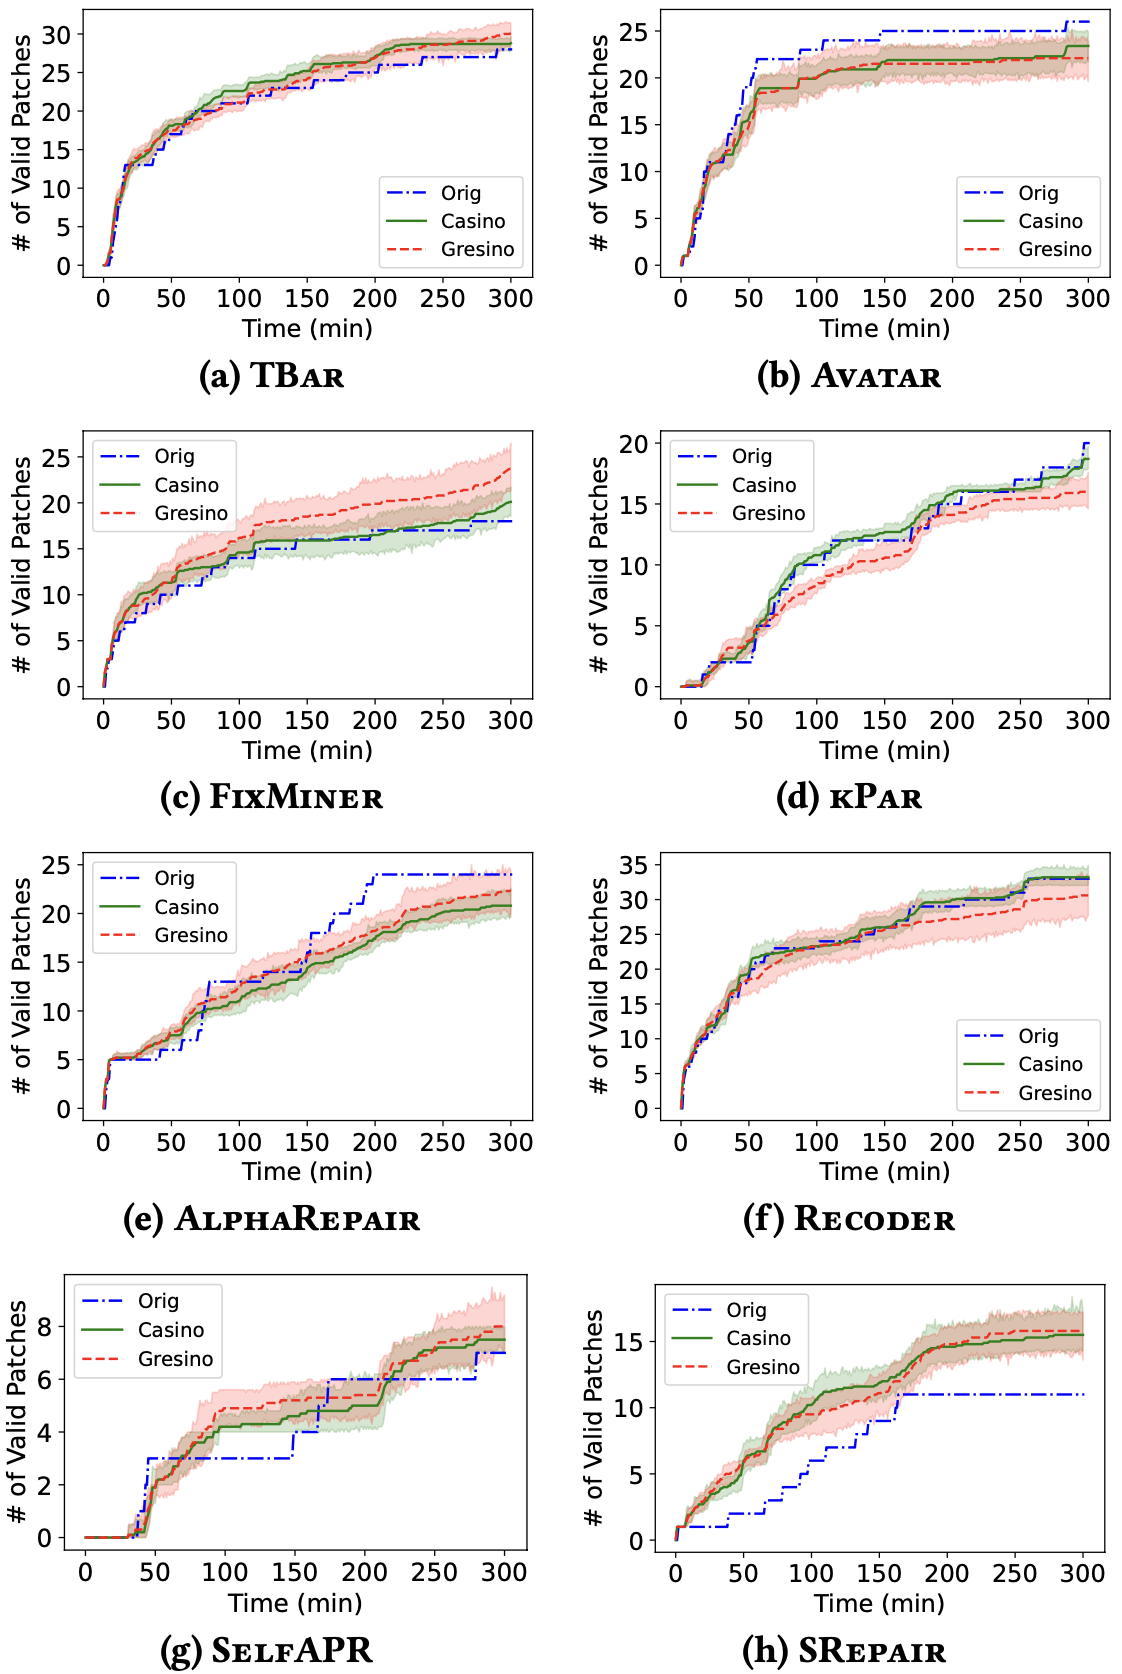 # of Valid Patches
30
25
20
15
10
5
0
Orig
Casino
Gresino
0 50 100 150 200 250 300
Time (min)
(a) TBAR
# of Valid Patches
25
20
15
10
5
0
Orig
Casino
Gresino
0 50 100 150 200 250 300
Time (min)
(b) AVATAR
# of Valid Patches
25
20
15
10
5
0
Orig
Casino
Gresino
0 50 100 150 200 250 300
Time (min)
(c) FIXMINER
# of Valid Patches
20
15
10
5
0
Orig
Casino
Gresino
0 50 100 150 200 250 300
Time (min)
(d) KPAR
# of Valid Patches
25
20
15
10
5
0
Orig
Casino
Gresino
0 50 100 150 200 250 300
Time (min)
(e) ALPHAREPAIR
# of Valid Patches
35
30
25
20
15
10
5
0
Orig
Casino
Gresino
0 50 100 150 200 250 300
Time (min)
(f) RECODER
# of Valid Patches
8
6
4
2
0
Orig
Casino
Gresino
0 50 100 150 200 250 300
Time (min)
(g) SELFAPR
# of Valid Patches
15
10
5
0
Orig
Casino
Gresino
0 50 100 150 200 250 300
Time (min)
(h) SREPAIR